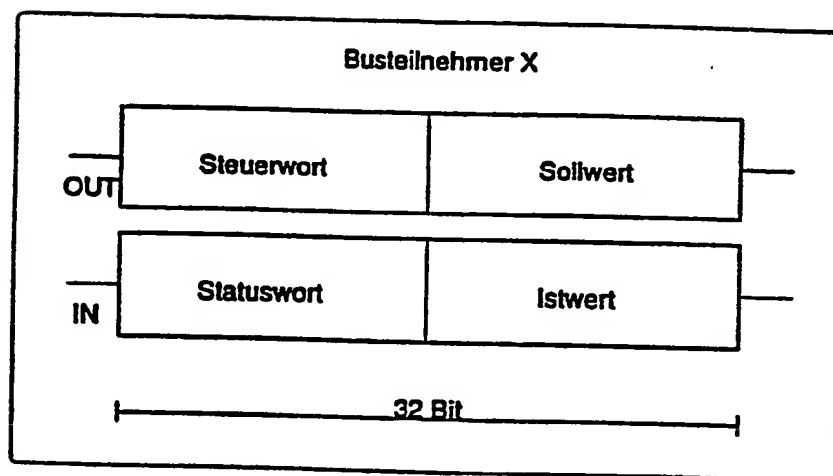 Busteilnehmer X
Steuerwort Sollwert
OUT
Statuswort Istwert
IN
32 Bit